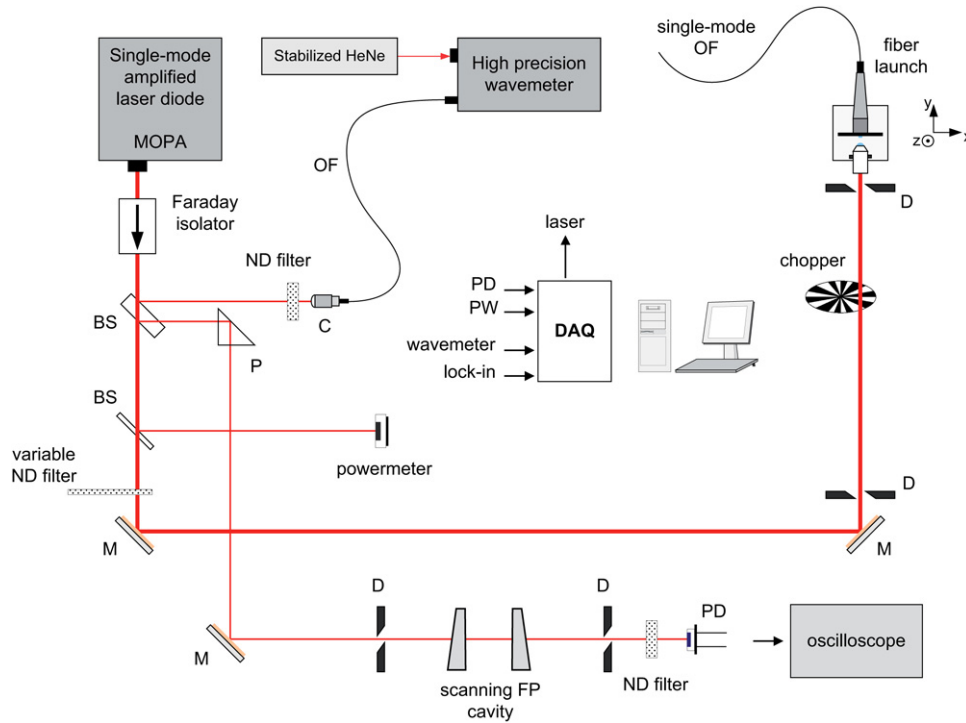 Single-mode
amplified
laser diode
MOPA
Stabilized HeNe
High precision
wavemeter
single-mode
OF
fiber
launch
y
x
z
Faraday
isolator
OF
D
laser
ND filter
chopper
PD
PW
DAQ
wavemeter
lock-in
BS
C
P
BS
powermeter
variable
ND filter
D
M
M
D
D
PD
M
oscilloscope
scanning FP
cavity
ND filter